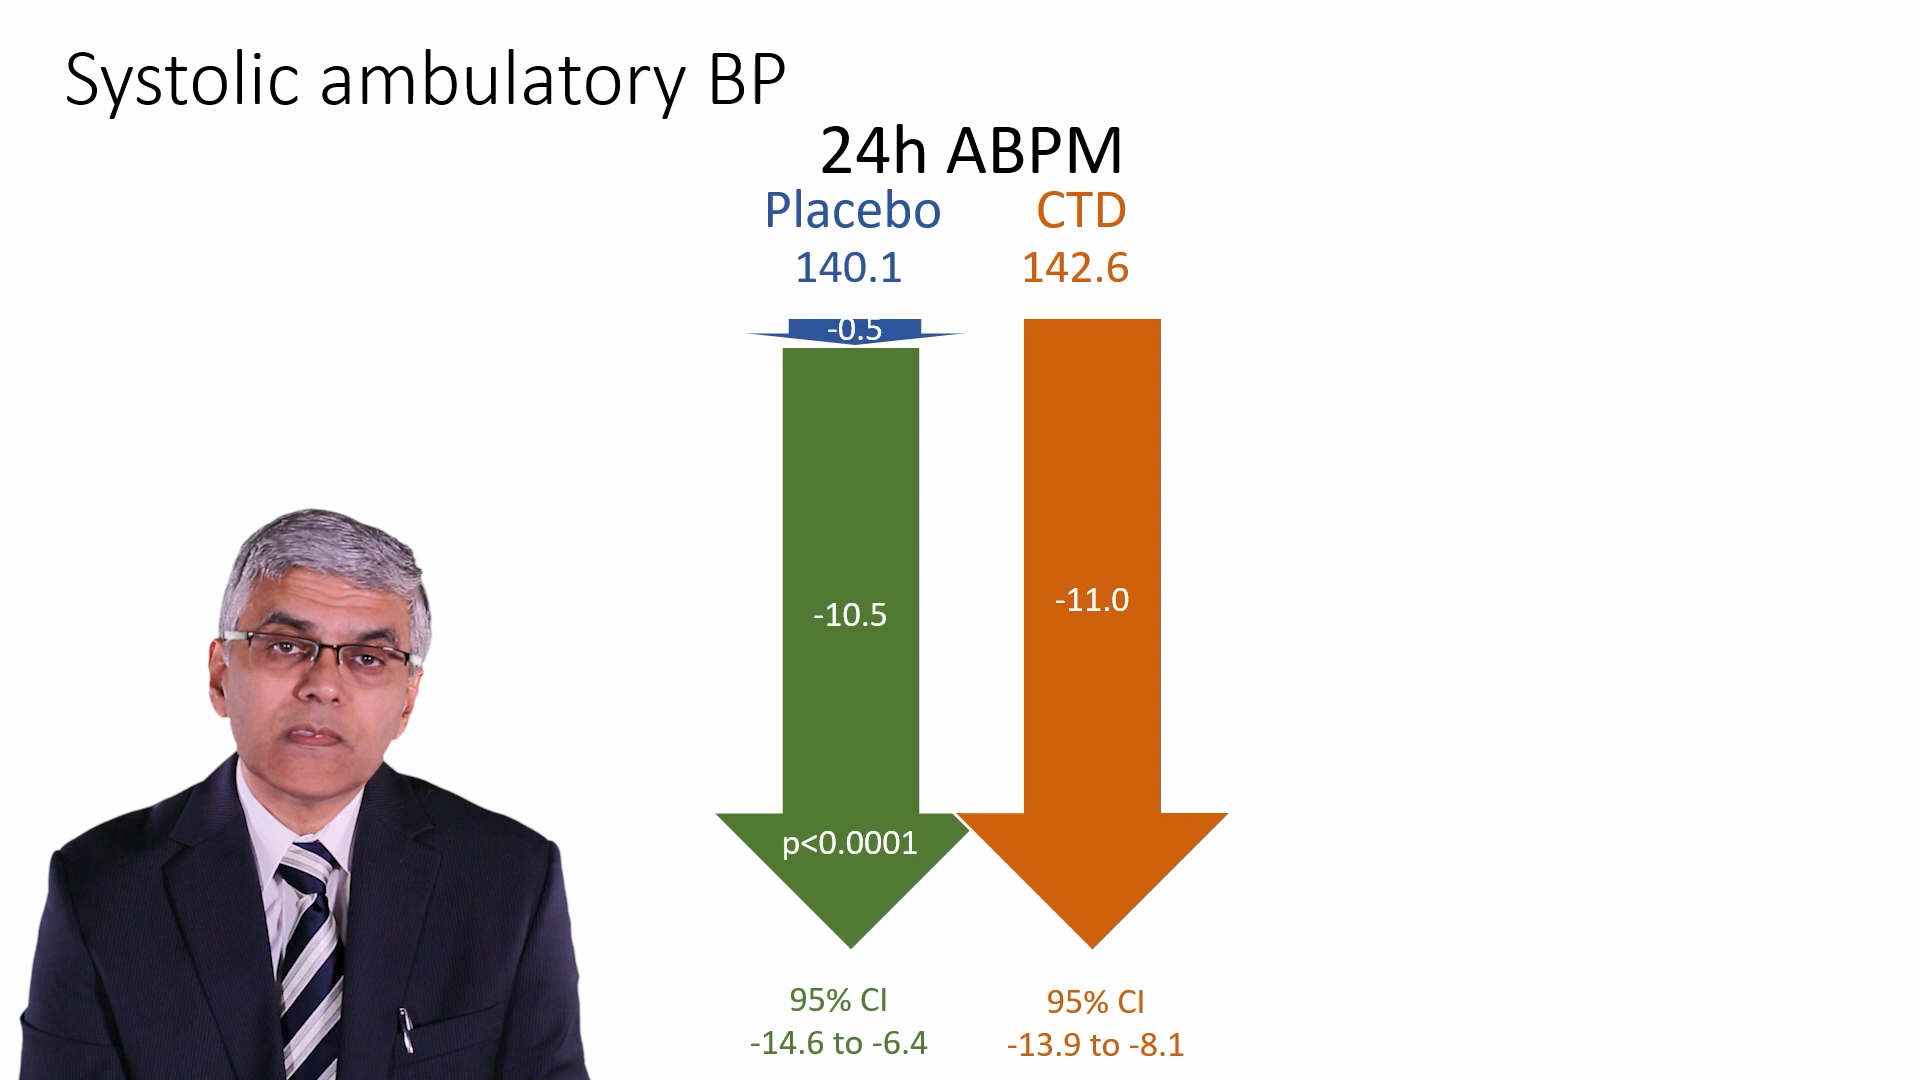 Systolic ambulatory BP
24h ABPM
Placebo CTD
140.1 142.6
-0.5
-10.5 -11.0
p<0.0001
95% CI 95% CI
-14.6 to -6.4 -13.9 to -8.1